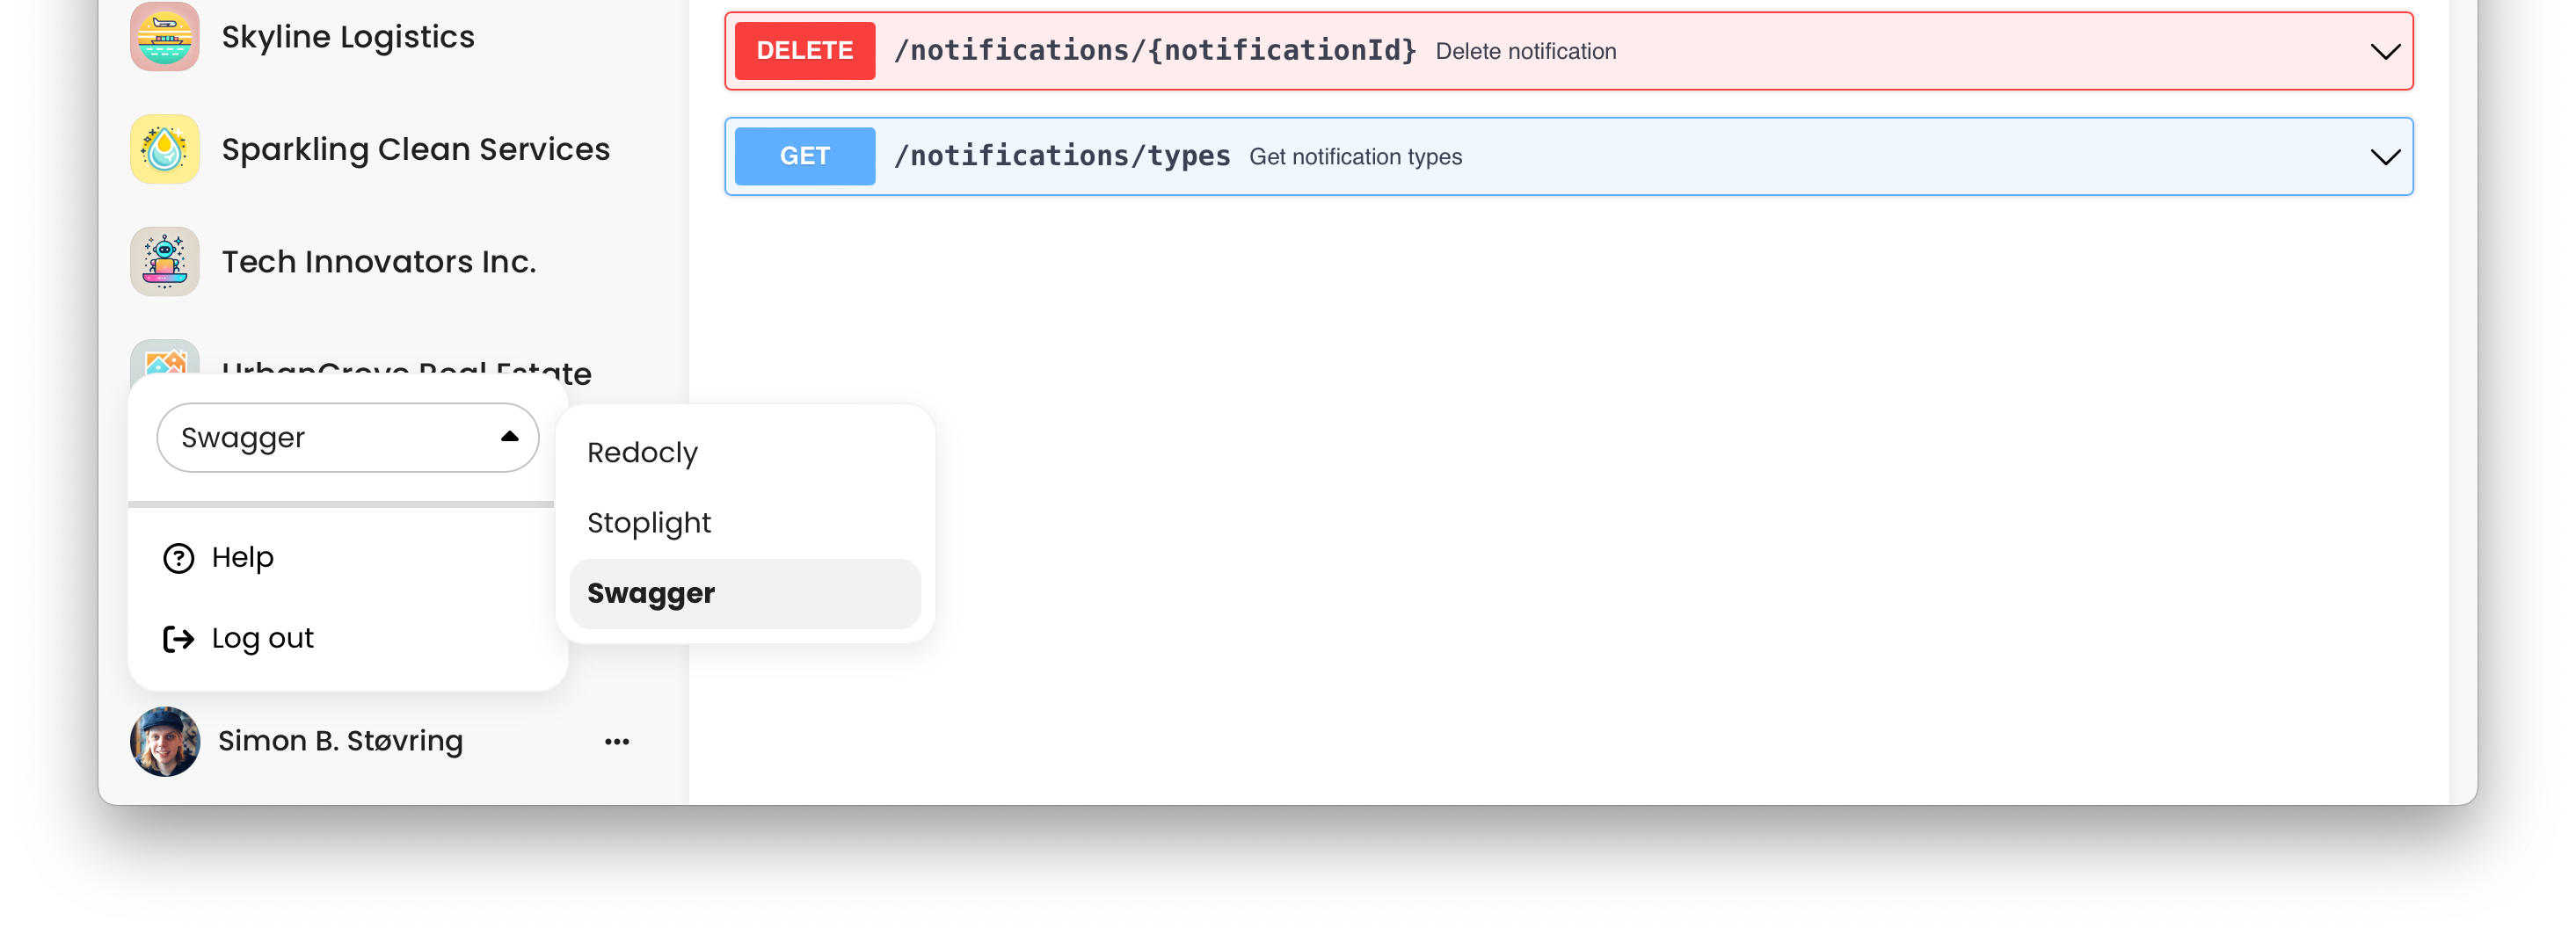 Skyline Logistics
Sparkling Clean Services
Tech Innovators Inc.
UrbanGrove Real Estate
Swagger
Help
Log out
Simon B. Støvring
DELETE /notifications/{notificationId} Delete notification
GET /notifications/types Get notification types
Redocly
Stoplight
Swagger